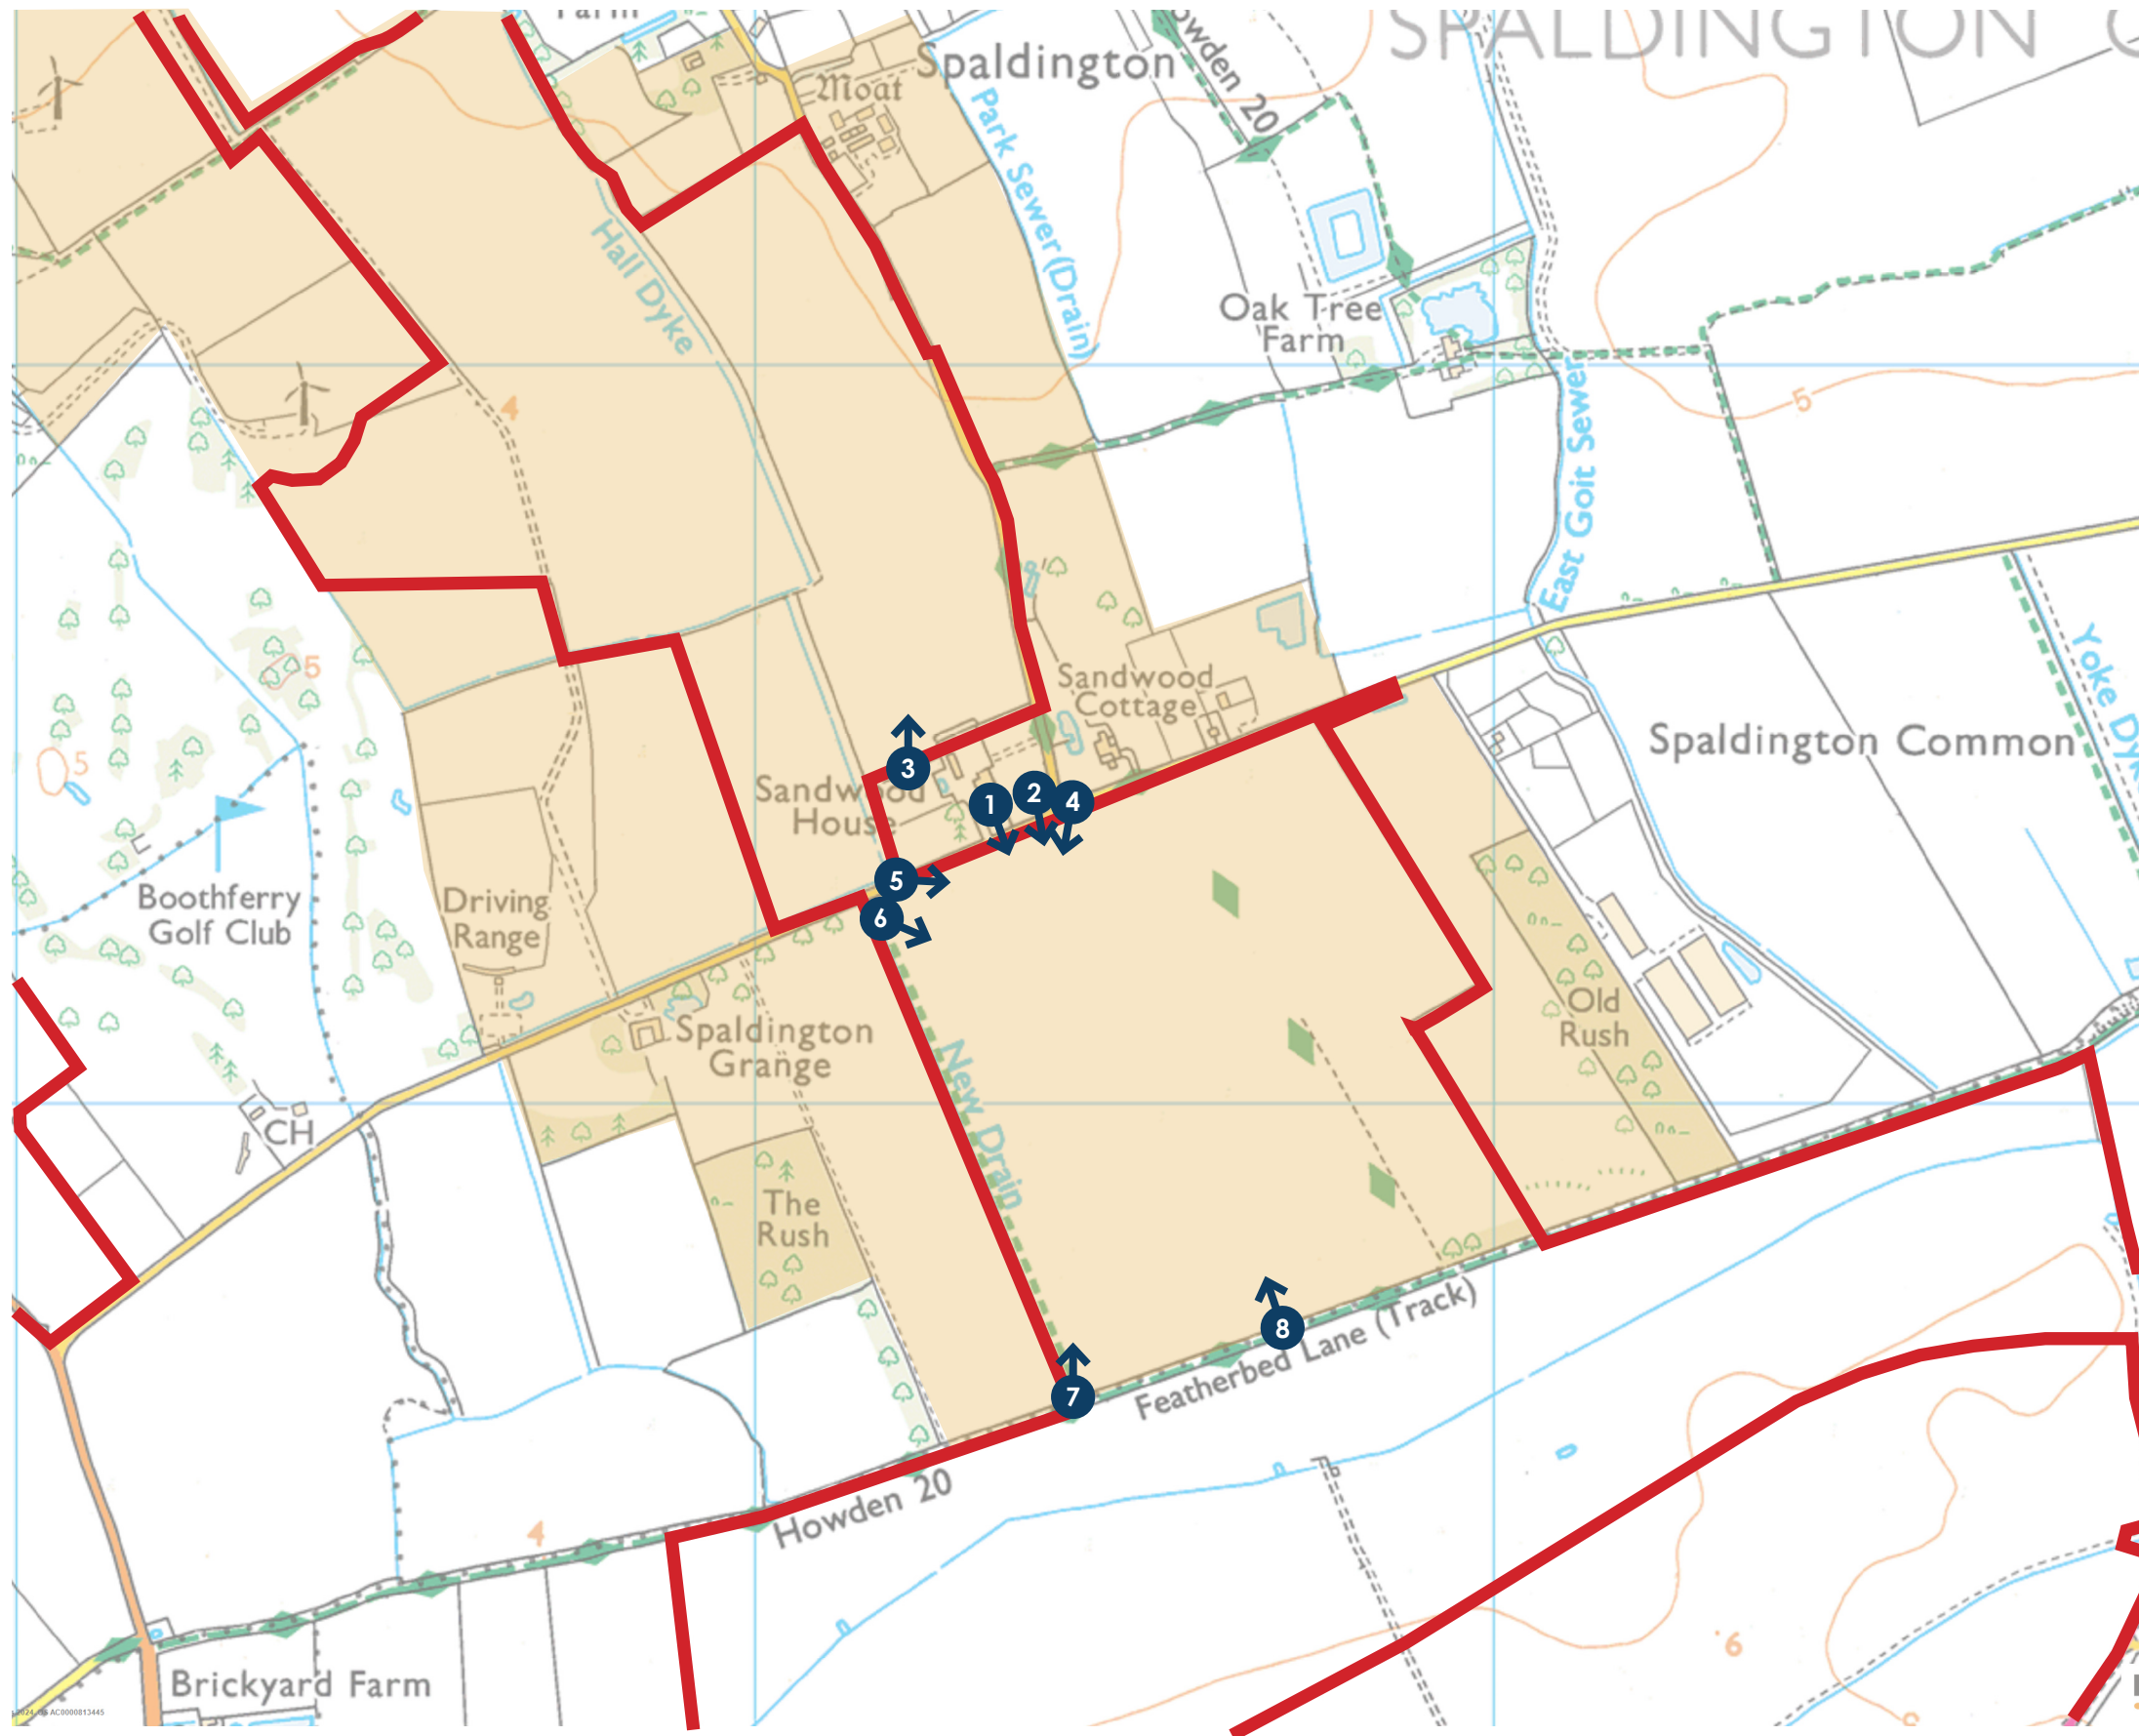 Farm
Spaldington
SPALDINGTON
Moat
Howden 20
Park Sewer (Drain)
Hall Dyke
Oak Tree
Farm
4
5
East Goit Sewer
Yoke Dyke
5
5
Sandwood
Cottage
Spaldington Common
3
Sandwood
House
1
2
4
5
6
Boothferry
Golf Club
Driving
Range
Old
Rush
Spaldington
Grange
New Drain
CH
The
Rush
8
Featherbed Lane (Track)
7
Howden 20
4
6
Brickyard Farm